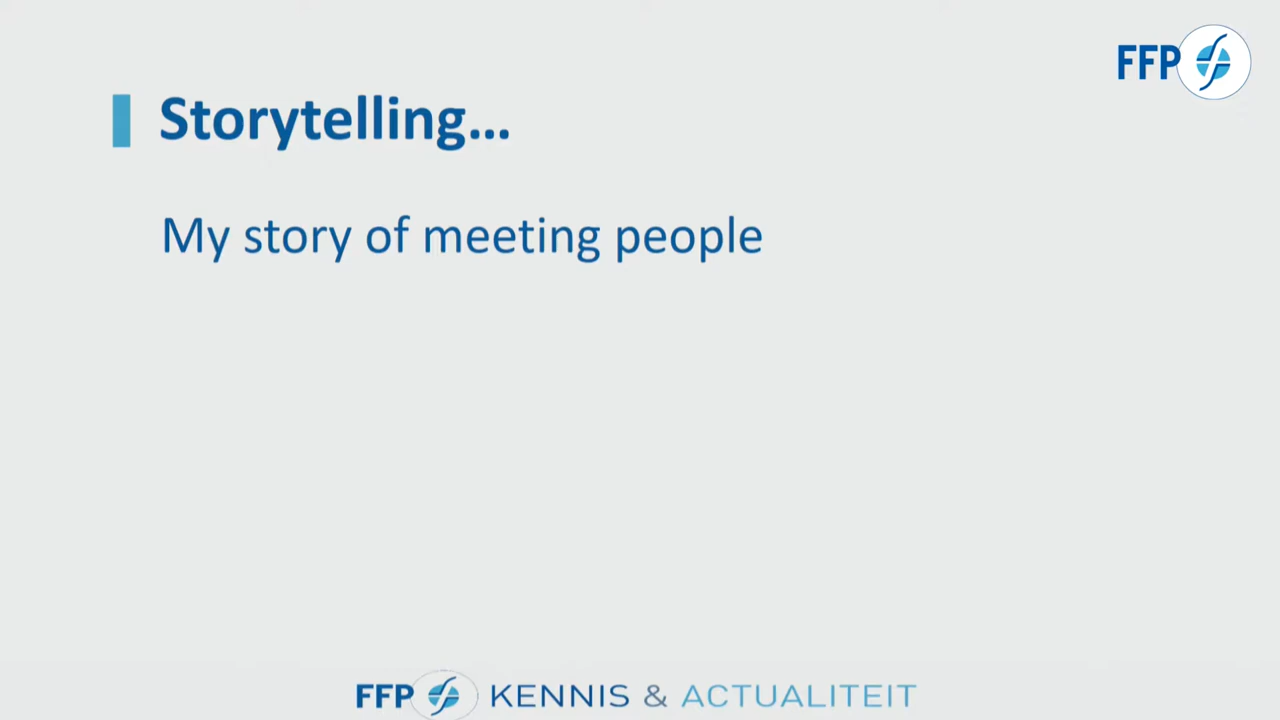 FFP
Storytelling...
My story of meeting people
FFP KENNIS & ACTUALITEIT